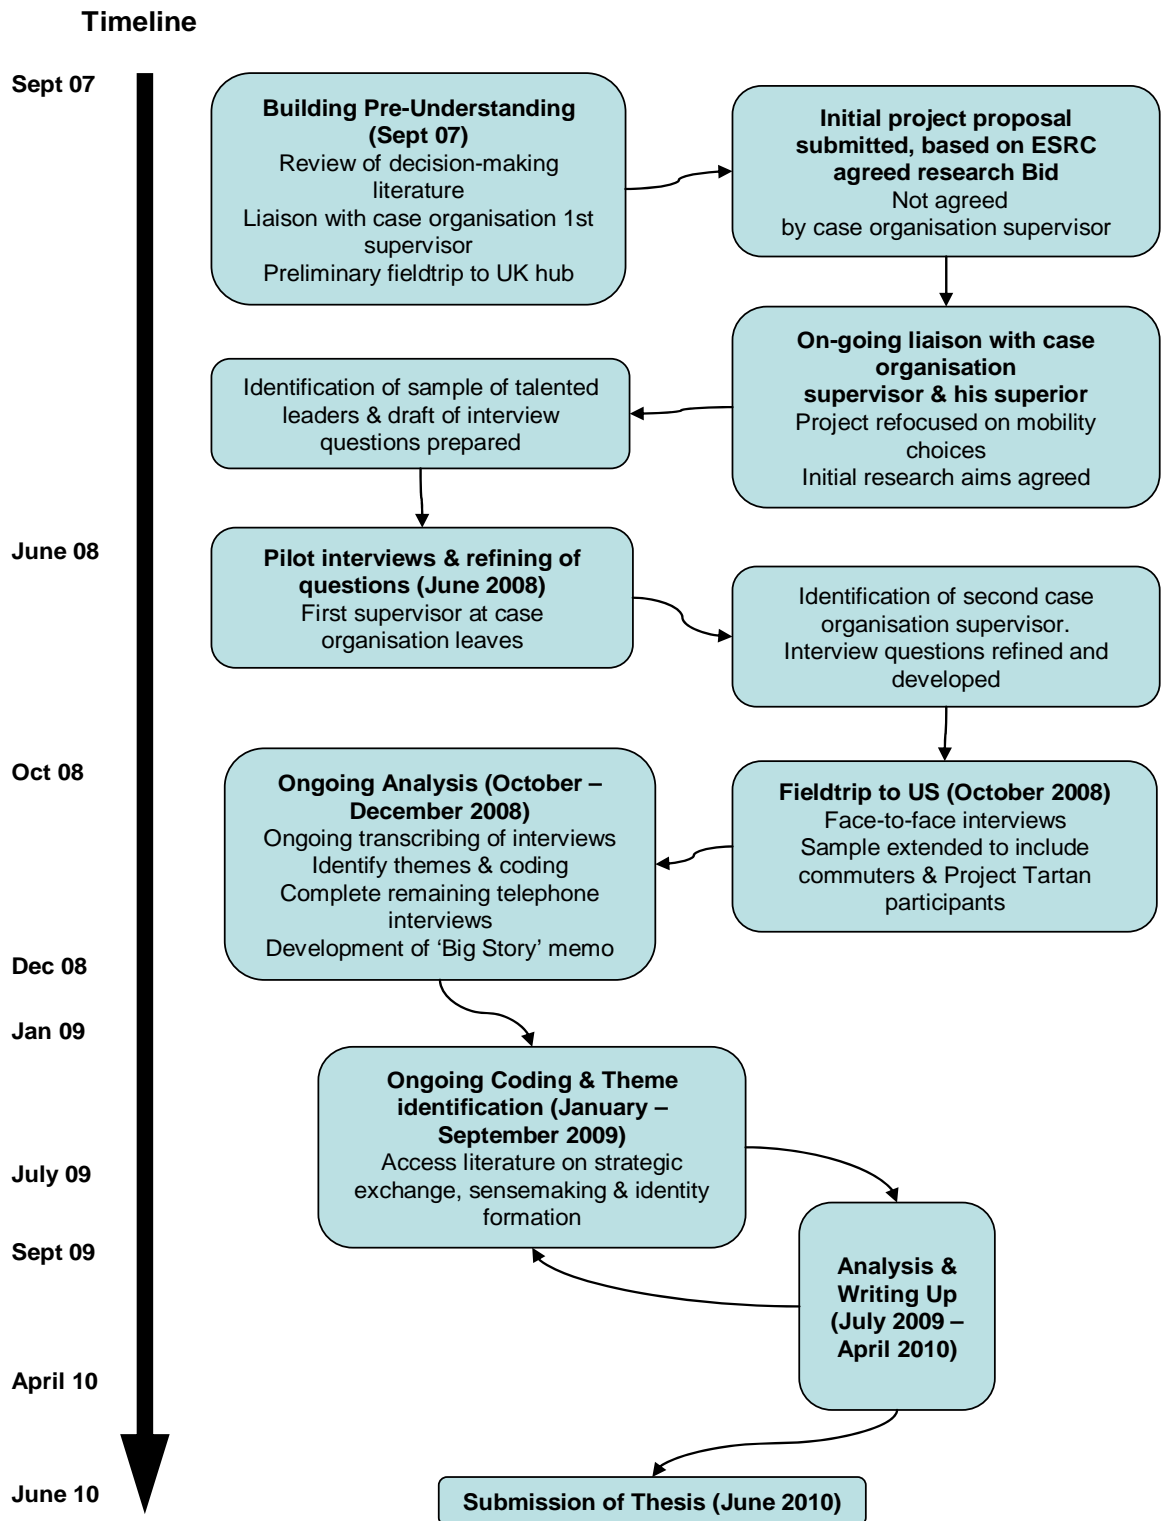 Timeline
Sept 07
Building Pre-Understanding
(Sept 07)
Review of decision-making
literature
Liaison with case organisation 1st
supervisor
Preliminary fieldtrip to UK hub
Initial project proposal
submitted, based on ESRC
agreed research Bid
Not agreed
by case organisation supervisor
On-going liaison with case
organisation
supervisor & his superior
Project refocused on mobility
choices
Initial research aims agreed
Identification of sample of talented
leaders & draft of interview
questions prepared
June 08
Pilot interviews & refining of
questions (June 2008)
First supervisor at case
organisation leaves
Identification of second case
organisation supervisor.
Interview questions refined and
developed
Oct 08
Fieldtrip to US (October 2008)
Face-to-face interviews
Sample extended to include
commuters & Project Tartan
participants
Ongoing Analysis (October –
December 2008)
Ongoing transcribing of interviews
Identify themes & coding
Complete remaining telephone
interviews
Development of ‘Big Story’ memo
Dec 08
Jan 09
Ongoing Coding & Theme
identification (January –
September 2009)
Access literature on strategic
exchange, sensemaking & identity
formation
July 09
Sept 09
Analysis &
Writing Up
(July 2009 –
April 2010)
April 10
June 10
Submission of Thesis (June 2010)